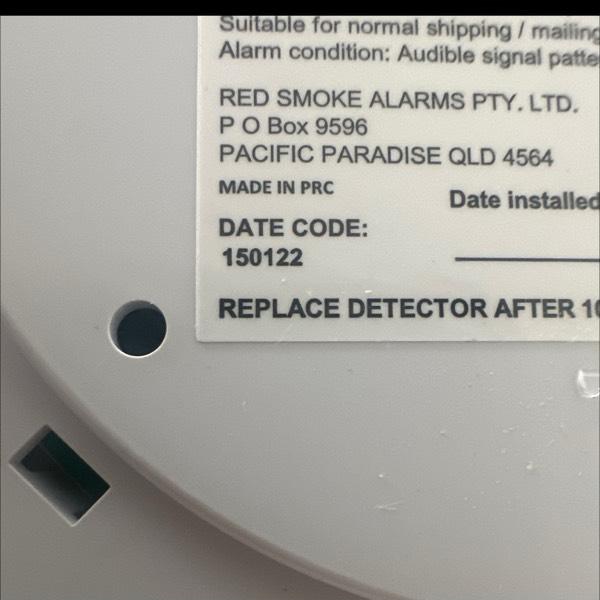 Suitable for normal shipping / mailing
Alarm condition: Audible signal patte
RED SMOKE ALARMS PTY. LTD.
P O Box 9596
PACIFIC PARADISE QLD 4564
MADE IN PRC
Date installed
DATE CODE:
150122
REPLACE DETECTOR AFTER 10